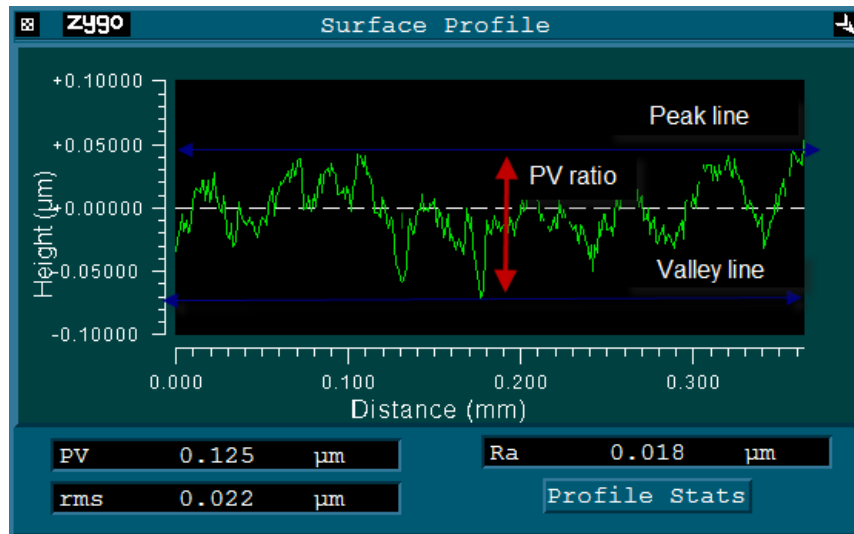 zygo Surface Profile
+0.10000
+0.05000
+0.00000
-0.05000
-0.10000
Height (µm)
Peak line
PV ratio
Valley line
0.000 0.100 0.200 0.300
Distance (mm)
PV 0.125 µm
Ra 0.018 µm
rms 0.022 µm
Profile Stats